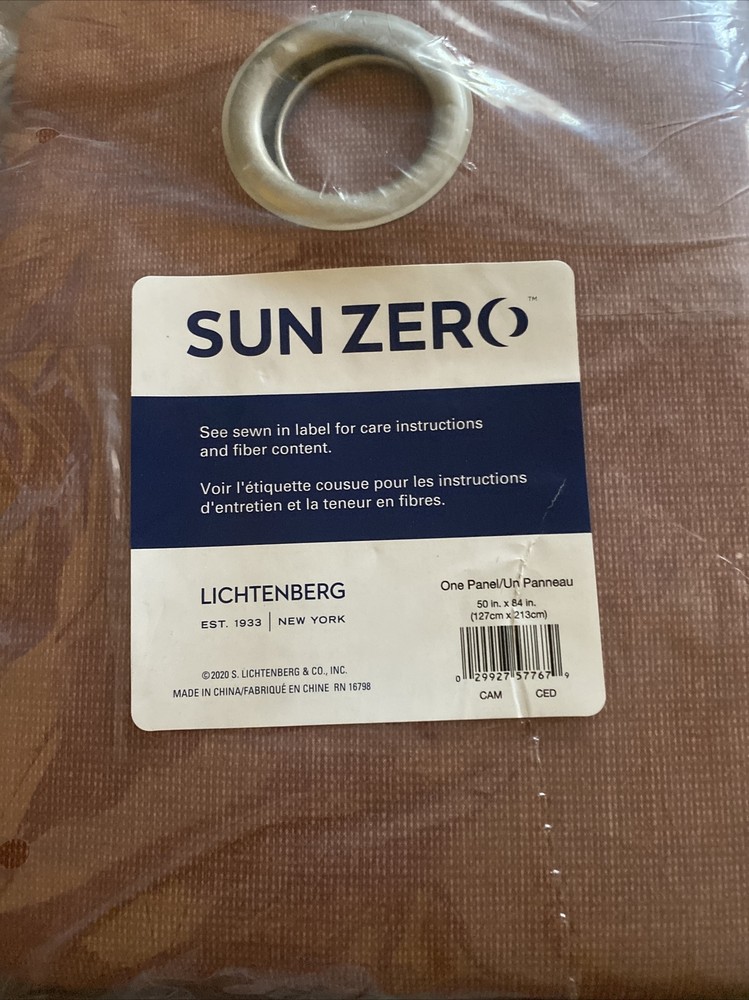 SUN ZERO™
See sewn in label for care instructions
and fiber content.
Voir l'étiquette cousue pour les instructions
d'entretien et la teneur en fibres.
LICHTENBERG
EST. 1933 | NEW YORK
©2020 S. LICHTENBERG & CO., INC.
MADE IN CHINA/FABRIQUÉ EN CHINE RN 16798
One Panel/Un Panneau
50 in. x 84 in.
(127cm x 213cm)
0 29927 57767 9
CAM CED